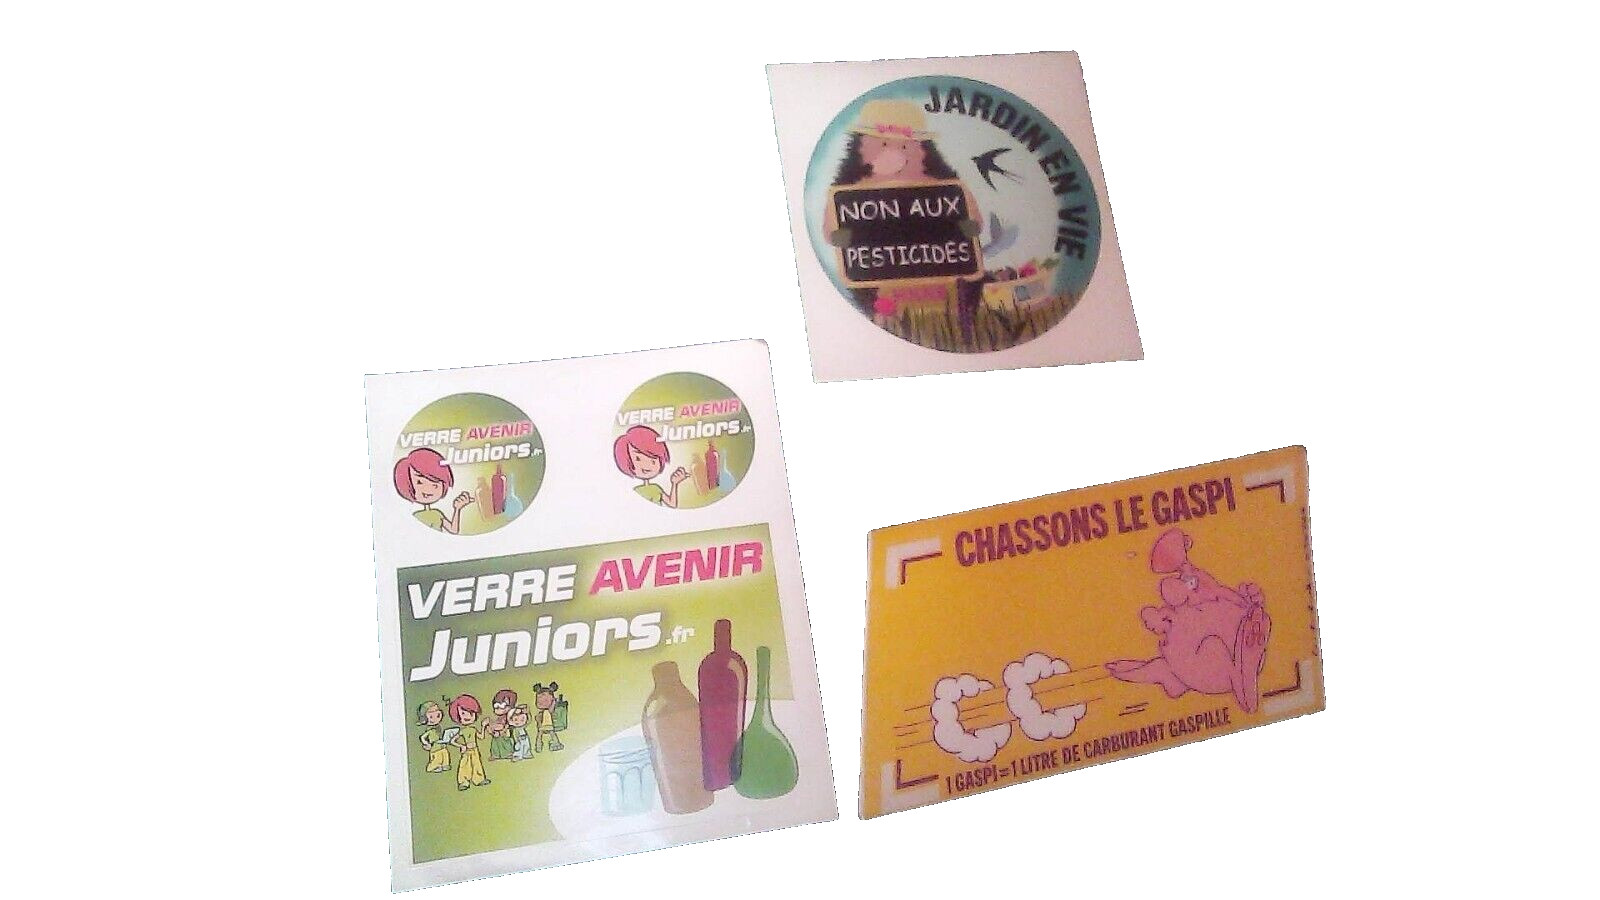 JARDIN EN VIE
NON AUX
PESTICIDES
VERRE AVENIR
Juniors.fr
VERRE AVENIR
Juniors.fr
VERRE AVENIR
Juniors.fr
CHASSONS LE GASPI
1 GASPI=1 LITRE DE CARBURANT GASPILLE